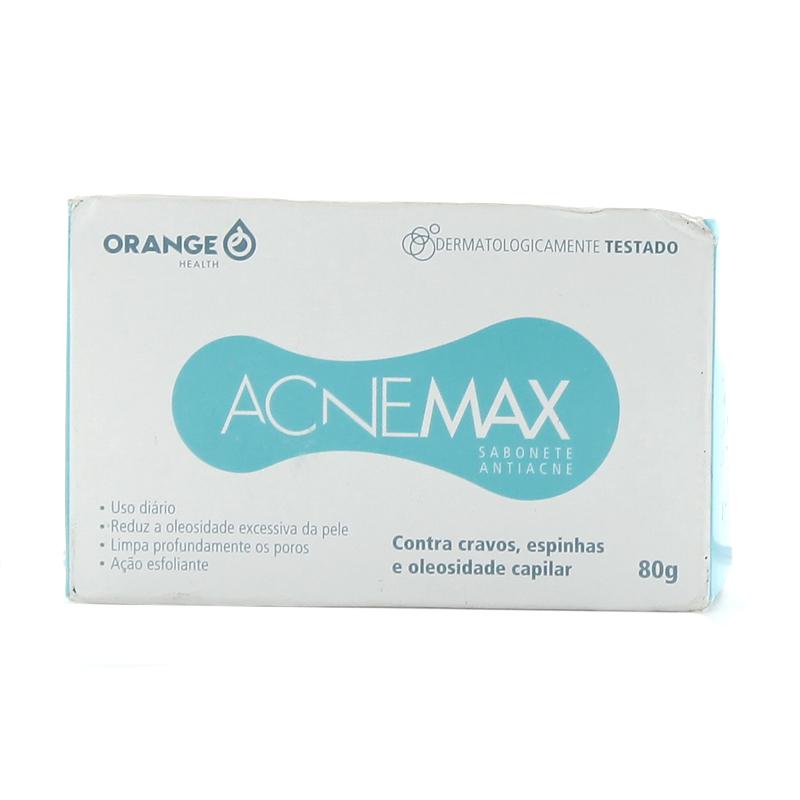 ORANGE
HEALTH
DERMATOLOGICAMENTE TESTADO
ACNEMAX
SABONETE
ANTIACNE
• Uso diário
• Reduz a oleosidade excessiva da pele
• Limpa profundamente os poros
• Ação esfoliante
Contra cravos, espinhas
e oleosidade capilar
80g